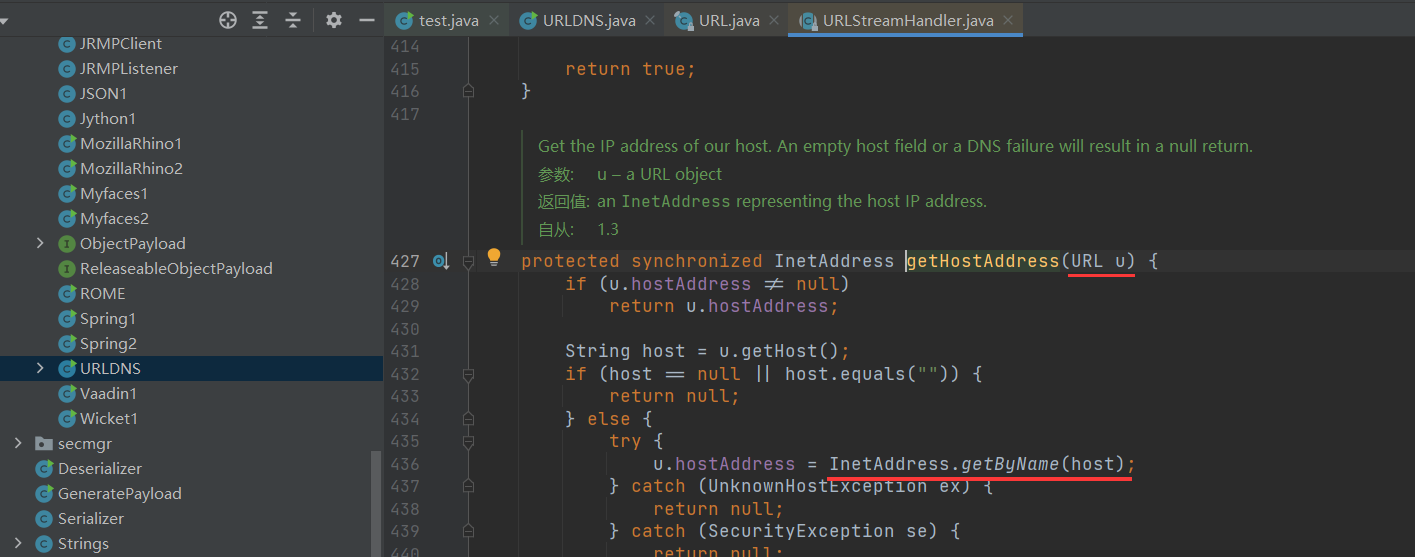 test.java
URLDNS.java
URL.java
URLStreamHandler.java
JRMPClient
JRMPListener
JSON1
Jython1
MozillaRhino1
MozillaRhino2
Myfaces1
Myfaces2
ObjectPayload
ReleaseableObjectPayload
ROME
Spring1
Spring2
URLDNS
Vaadin1
Wicket1
secmgr
Deserializer
GeneratePayload
Serializer
Strings
414
415 return true;
416 }
417
Get the IP address of our host. An empty host field or a DNS failure will result in a null return.
参数: u – a URL object
返回值: an InetAddress representing the host IP address.
自从: 1.3
427 protected synchronized InetAddress getHostAddress(URL u) {
428 if (u.hostAddress != null)
429 return u.hostAddress;
430
431 String host = u.getHost();
432 if (host == null || host.equals("")) {
433 return null;
434 } else {
435 try {
436 u.hostAddress = InetAddress.getByName(host);
437 } catch (UnknownHostException ex) {
438 return null;
439 } catch (SecurityException se) {
440 return null;